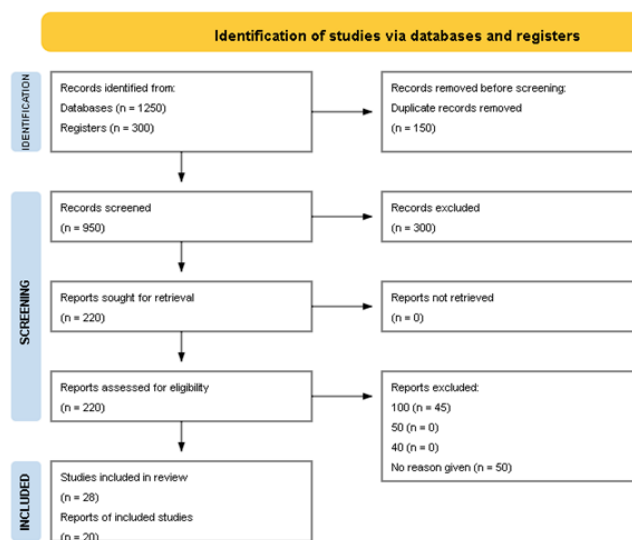 Identification of studies via databases and registers
IDENTIFICATION
Records identified from:
Databases (n = 1250)
Registers (n = 300)
Records removed before screening:
Duplicate records removed
(n = 150)
SCREENING
Records screened
(n = 950)
Records excluded
(n = 300)
Reports sought for retrieval
(n = 220)
Reports not retrieved
(n = 0)
Reports assessed for eligibility
(n = 220)
Reports excluded:
100 (n = 45)
50 (n = 0)
40 (n = 0)
No reason given (n = 50)
INCLUDED
Studies included in review
(n = 28)
Reports of included studies
(n = 20)